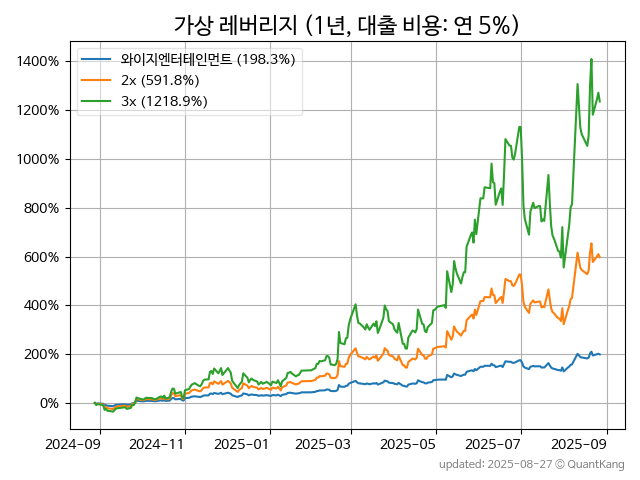 가상 레버리지 (1년, 대출 비용: 연 5%)
와이지엔터테인먼트 (198.3%)
2x (591.8%)
3x (1218.9%)
1400%
1200%
1000%
800%
600%
400%
200%
0%
2024-09 2024-11 2025-01 2025-03 2025-05 2025-07 2025-09
updated: 2025-08-27 © QuantKang